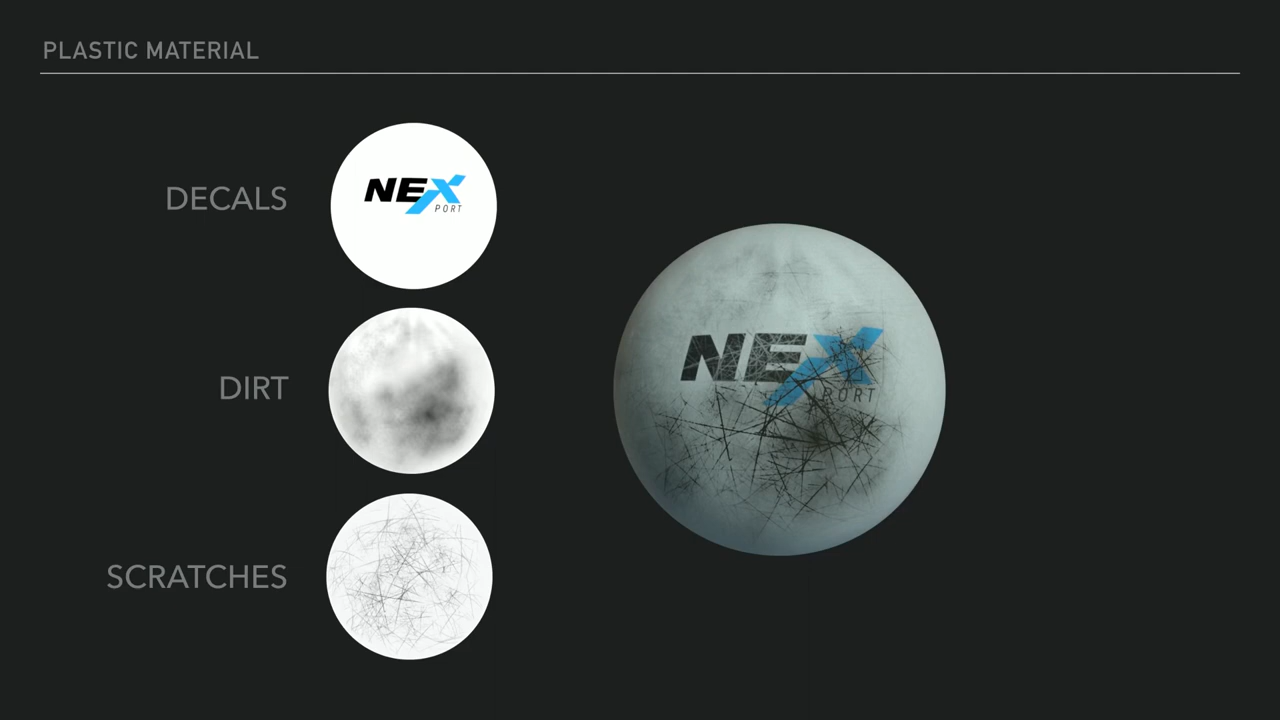 PLASTIC MATERIAL
DECALS
NEX
PORT
DIRT
SCRATCHES
NEX
PORT